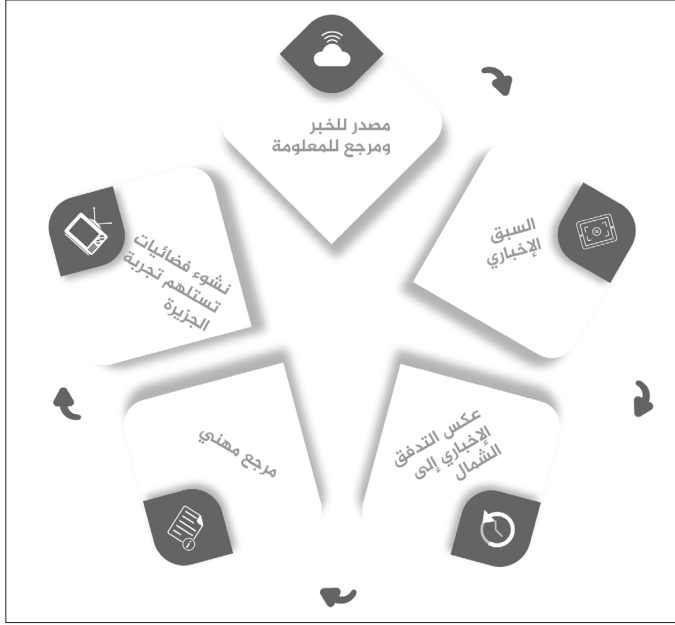 مصدر للخبر
ومرجع للمعلومة
السبق
الإخباري
عكس التدفق
الإخباري إلى
الشمال
مرجع مهني
نشوء فضائيات
تستلهم تجربة
الجزيرة